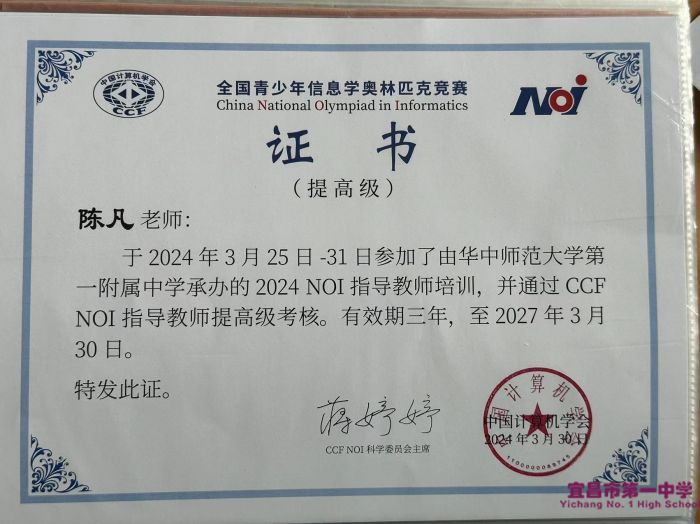 中国计算机学会
CCF
全国青少年信息学奥林匹克竞赛
China National Olympiad in Informatics
NOI
证 书
（提高级）
陈凡 老师：
于 2024 年 3 月 25 日 -31 日参加了由华中师范大学第
一附属中学承办的 2024 NOI 指导教师培训，并通过 CCF
NOI 指导教师提高级考核。有效期三年，至 2027 年 3 月
30 日。
特发此证。
蒋婷婷
CCF NOI 科学委员会主席
中国计算机学会
中国计算机学会
2024 年 3 月 30 日
宜昌市第一中学
Yichang No. 1 High School